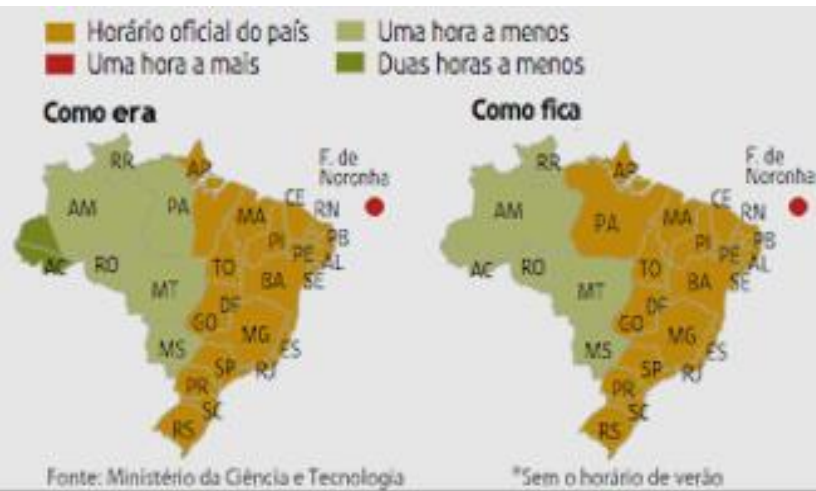 Horário oficial do país
Uma hora a menos
Uma hora a mais
Duas horas a menos
Como era
Como fica
RR
AP
F. de
Noronha
AM
PA
MA
CE
RN
PB
PI
PE
AL
SE
AC
RO
TO
BA
MT
DF
GO
MG
ES
MS
SP
RJ
PR
SC
RS
RR
AP
F. de
Noronha
AM
PA
MA
CE
RN
PB
PI
PE
AL
SE
AC
RO
TO
BA
MT
DF
GO
MG
ES
MS
SP
RJ
PR
SC
RS
Fonte: Ministério da Ciência e Tecnologia
*Sem o horário de verão